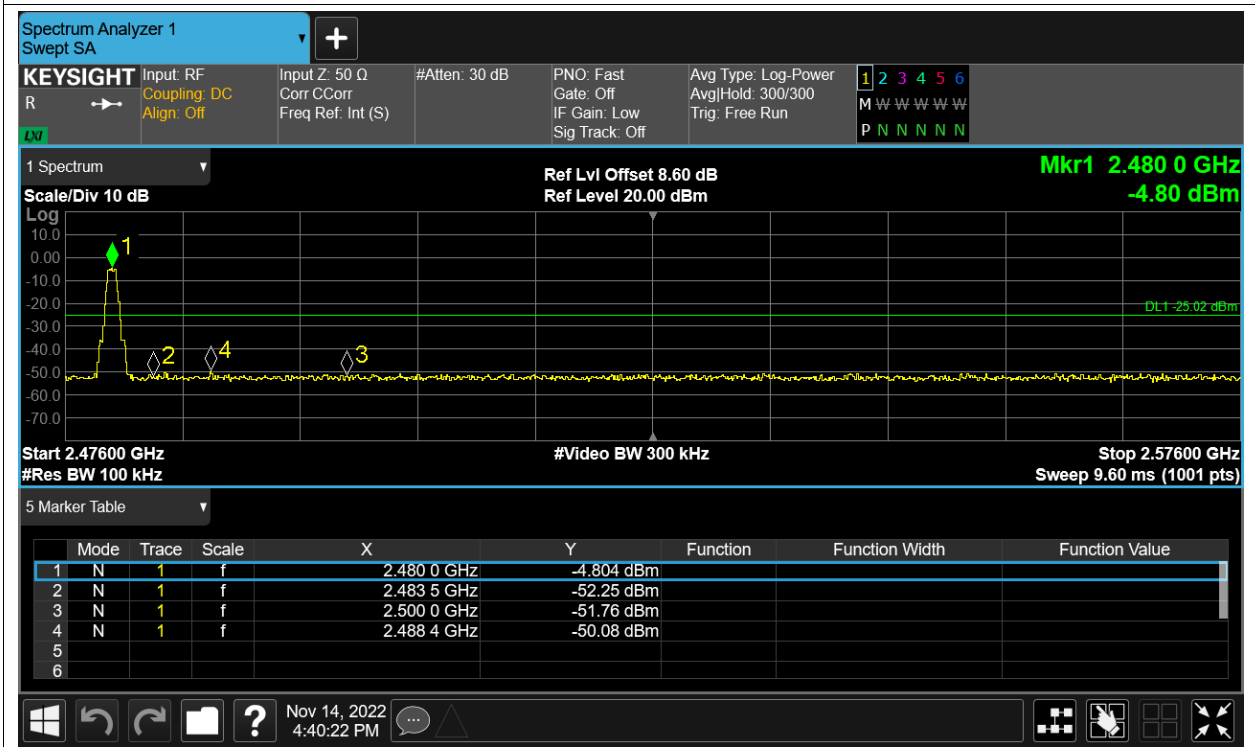 Spectrum Analyzer 1
Swept SA
+
KEYSIGHT Input: RF Input Z: 50 Ω #Atten: 30 dB PNO: Fast Avg Type: Log-Power 1 2 3 4 5 6
R Coupling: DC Corr CCorr Gate: Off Avg|Hold: 300/300 M W W W W W
Align: Off Freq Ref: Int (S) IF Gain: Low Trig: Free Run
LXI Sig Track: Off P N N N N N
1 Spectrum Ref Lvl Offset 8.60 dB Mkr1 2.480 0 GHz
Scale/Div 10 dB Ref Level 20.00 dBm -4.80 dBm
Log
10.0
1
0.00
-10.0
-20.0
DL1 -25.02 dBm
-30.0
-40.0
2 4 3
-50.0
-60.0
-70.0
Start 2.47600 GHz #Video BW 300 kHz Stop 2.57600 GHz
#Res BW 100 kHz Sweep 9.60 ms (1001 pts)
5 Marker Table
Mode Trace Scale X Y Function Function Width Function Value
1 N 1 f 2.480 0 GHz -4.804 dBm
2 N 1 f 2.483 5 GHz -52.25 dBm
3 N 1 f 2.500 0 GHz -51.76 dBm
4 N 1 f 2.488 4 GHz -50.08 dBm
5
6
? Nov 14, 2022
4:40:22 PM